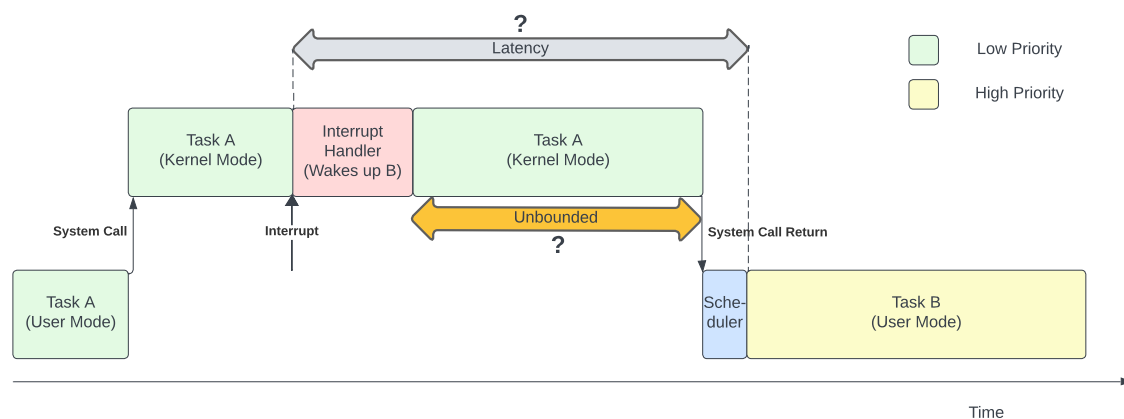 ?
Latency
Low Priority
High Priority
Task A
(Kernel Mode)
Interrupt
Handler
(Wakes up B)
Task A
(Kernel Mode)
Unbounded
?
System Call
Interrupt
System Call Return
Task A
(User Mode)
Sche-
duler
Task B
(User Mode)
Time